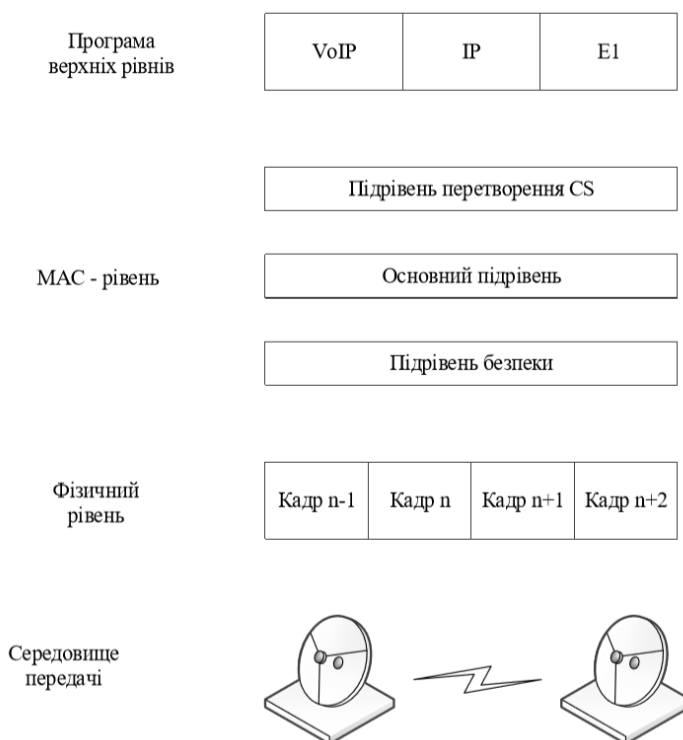 Програма
верхніх рівнів
VoIP
IP
E1
Підрівень перетворення CS
МАС - рівень
Основний підрівень
Підрівень безпеки
Фізичний
рівень
Кадр n-1
Кадр n
Кадр n+1
Кадр n+2
Середовище
передачі